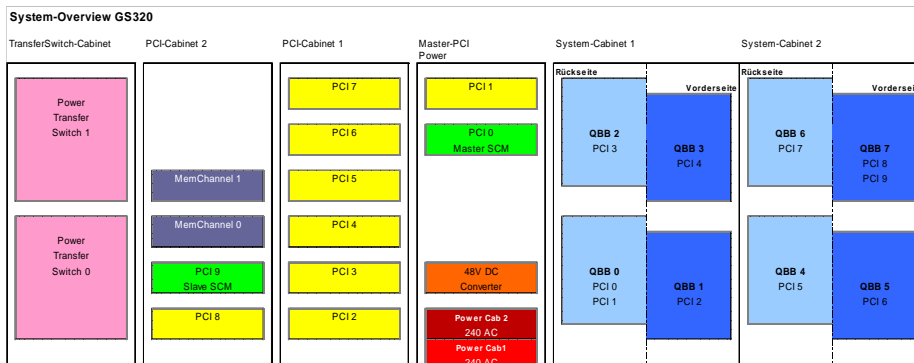 System-Overview GS320
TransferSwitch-Cabinet
PCI-Cabinet 2
PCI-Cabinet 1
Master-PCI
Power
System-Cabinet 1
System-Cabinet 2
Power
Transfer
Switch 1
Power
Transfer
Switch 0
MemChannel 1
MemChannel 0
PCI 9
Slave SCM
PCI 8
PCI 7
PCI 6
PCI 5
PCI 4
PCI 3
PCI 2
PCI 1
PCI 0
Master SCM
48V DC
Converter
Power Cab 2
240 AC
Power Cab1
240 AC
Rückseite
Vorderseite
QBB 2
PCI 3
QBB 3
PCI 4
QBB 0
PCI 0
PCI 1
QBB 1
PCI 2
Rückseite
Vorderse
QBB 6
PCI 7
QBB 7
PCI 8
PCI 9
QBB 4
PCI 5
QBB 5
PCI 6